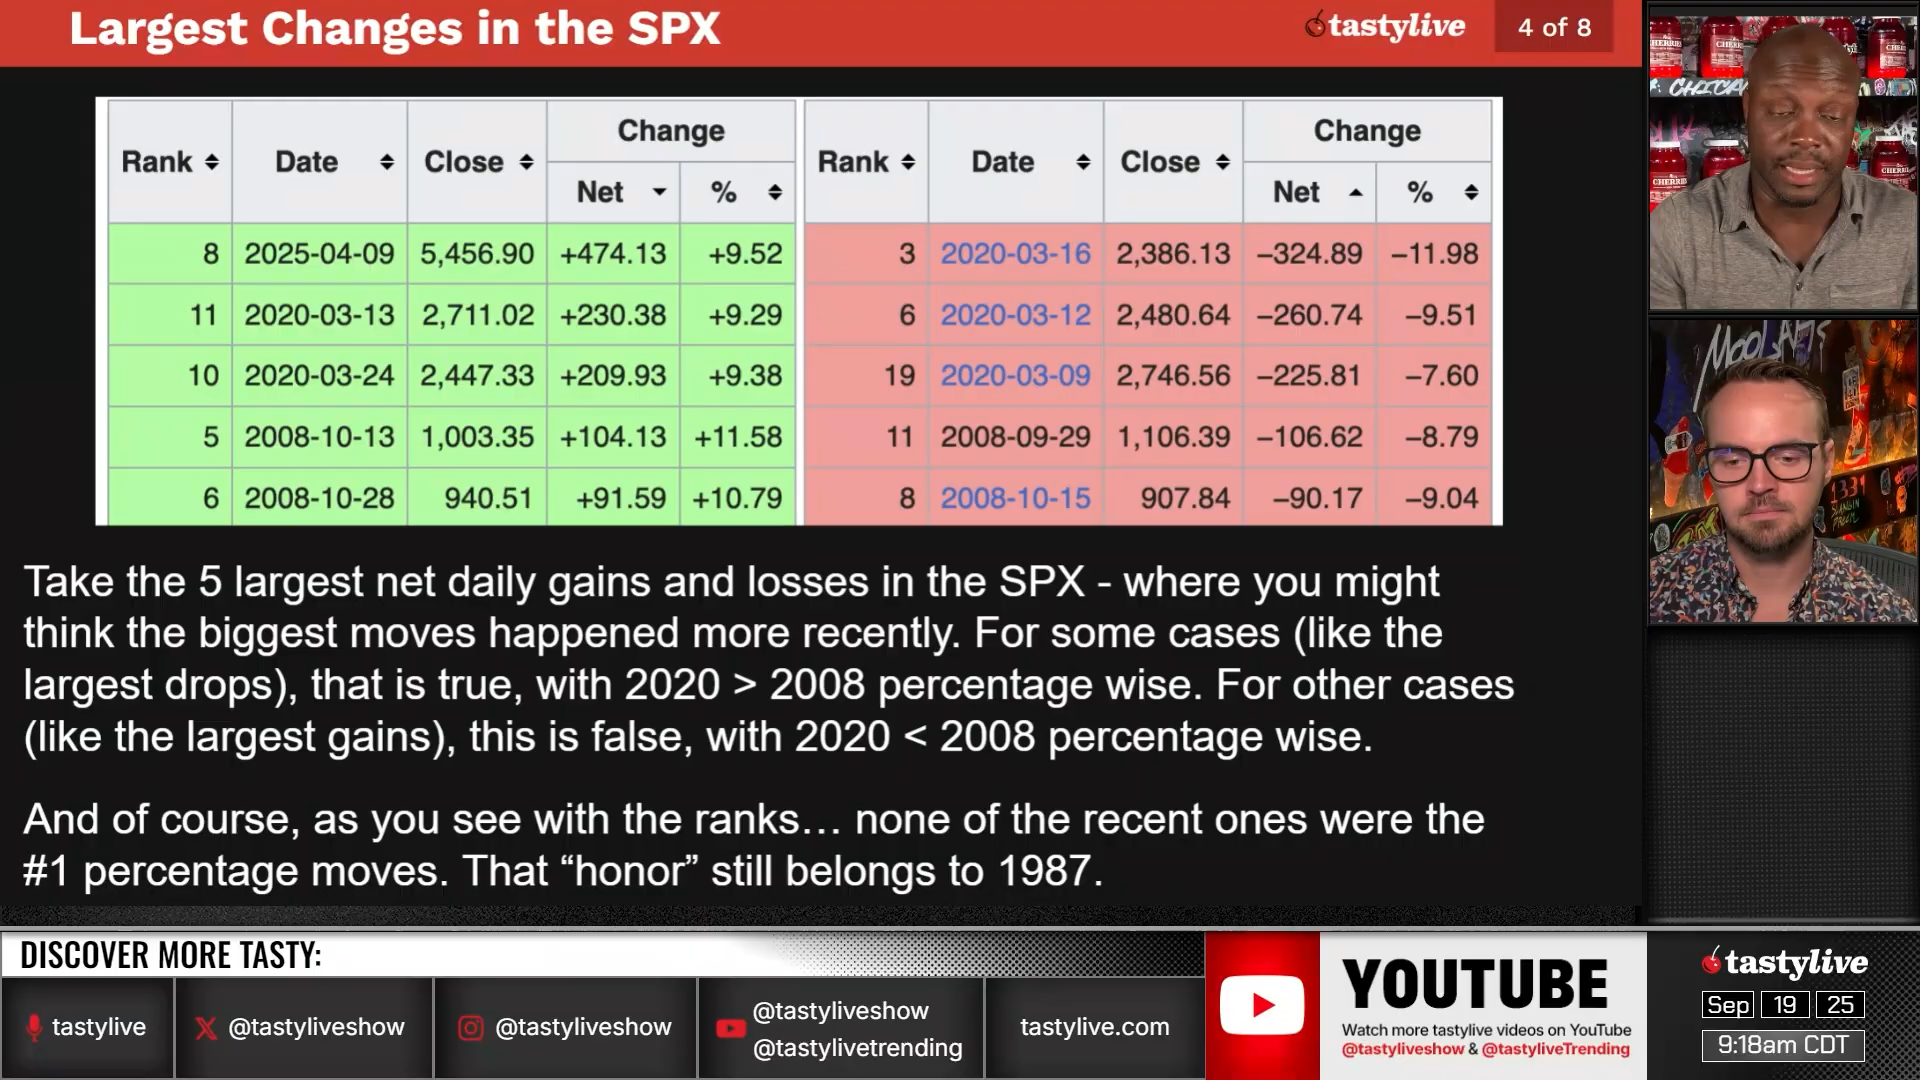 Largest Changes in the SPX
tastylive
4 of 8
Rank Date Close Change Rank Date Close Change
Net % Net %
8 2025-04-09 5,456.90 +474.13 +9.52 3 2020-03-16 2,386.13 −324.89 −11.98
11 2020-03-13 2,711.02 +230.38 +9.29 6 2020-03-12 2,480.64 −260.74 −9.51
10 2020-03-24 2,447.33 +209.93 +9.38 19 2020-03-09 2,746.56 −225.81 −7.60
5 2008-10-13 1,003.35 +104.13 +11.58 11 2008-09-29 1,106.39 −106.62 −8.79
6 2008-10-28 940.51 +91.59 +10.79 8 2008-10-15 907.84 −90.17 −9.04
Take the 5 largest net daily gains and losses in the SPX - where you might
think the biggest moves happened more recently. For some cases (like the
largest drops), that is true, with 2020 > 2008 percentage wise. For other cases
(like the largest gains), this is false, with 2020 < 2008 percentage wise.
And of course, as you see with the ranks… none of the recent ones were the
#1 percentage moves. That “honor” still belongs to 1987.
DISCOVER MORE TASTY:
tastylive
@tastyliveshow
@tastyliveshow
@tastyliveshow
@tastylivetrending
tastylive.com
YOUTUBE
Watch more tastylive videos on YouTube
@tastyliveshow & @tastyliveTrending
tastylive
Sep 19 25
9:18am CDT